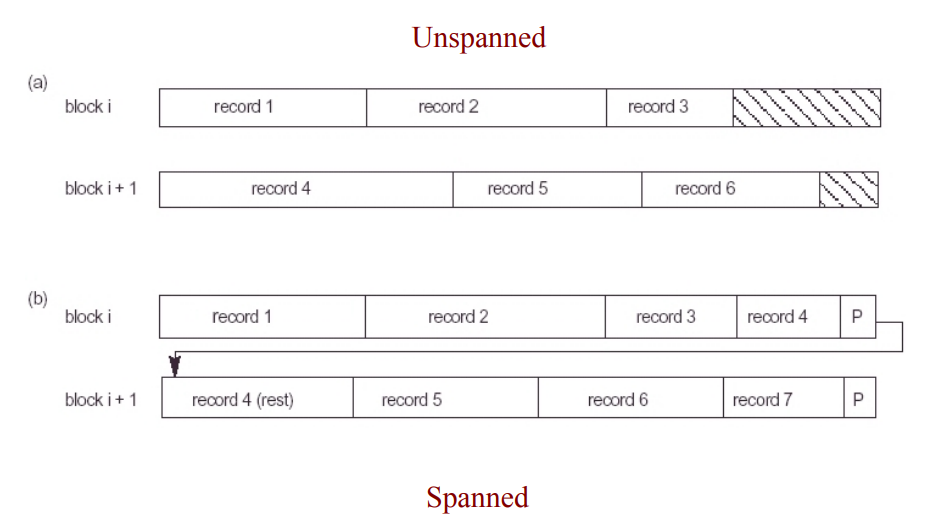 Unspanned
(a)
block i record 1 record 2 record 3
block i + 1 record 4 record 5 record 6
(b)
block i record 1 record 2 record 3 record 4 P
block i + 1 record 4 (rest) record 5 record 6 record 7 P
Spanned